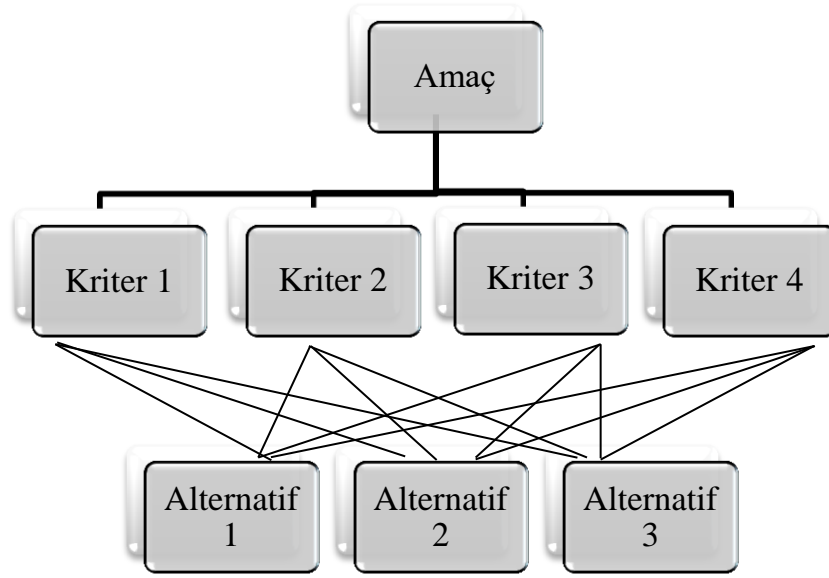 Amaç
Kriter 1
Kriter 2
Kriter 3
Kriter 4
Alternatif
1
Alternatif
2
Alternatif
3